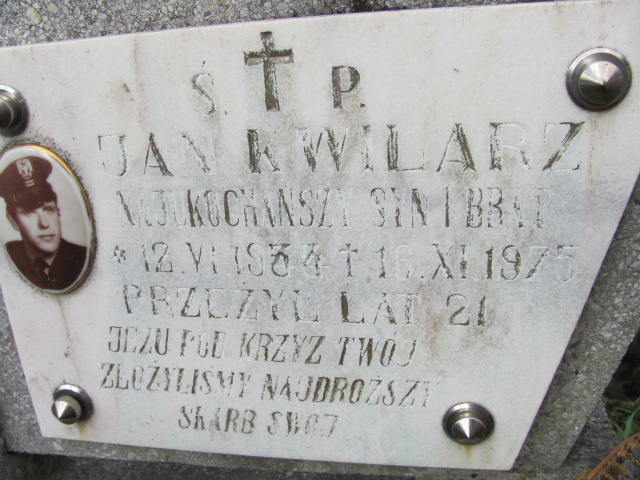 Ś † P.
JAN KWILARZ
NAJUKOCHAŃSZY SYN I BRAT
* 12.VI.1954 † 16.XI.1975
PRZEŻYŁ LAT 21
JEZU POD KRZYŻ TWÓJ
ZŁOŻYLIŚMY NAJDROŻSZY
SKARB SWÓJ